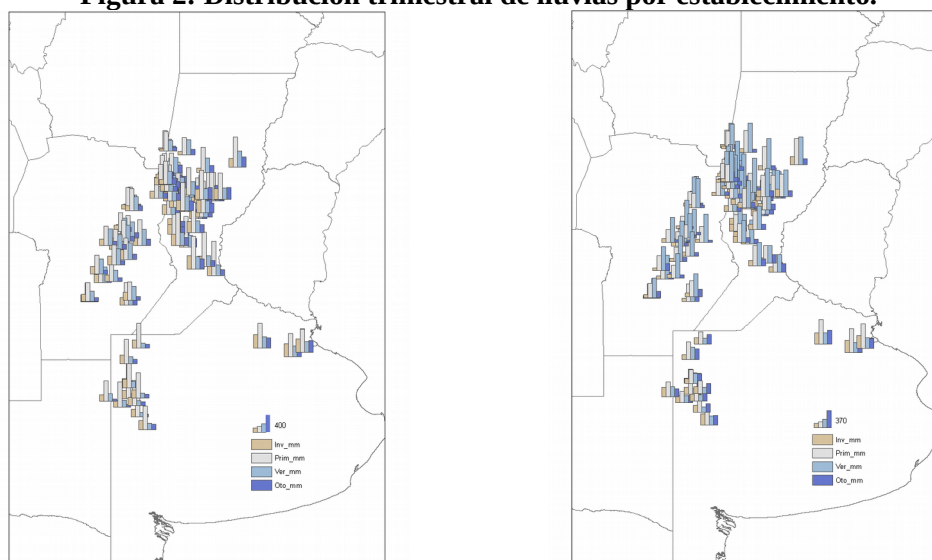 Figura 2: Distribución trimestral de lluvias por establecimiento.
400
Inv_mm
Prim_mm
Ver_mm
Oto_mm
370
Inv_mm
Prim_mm
Ver_mm
Oto_mm